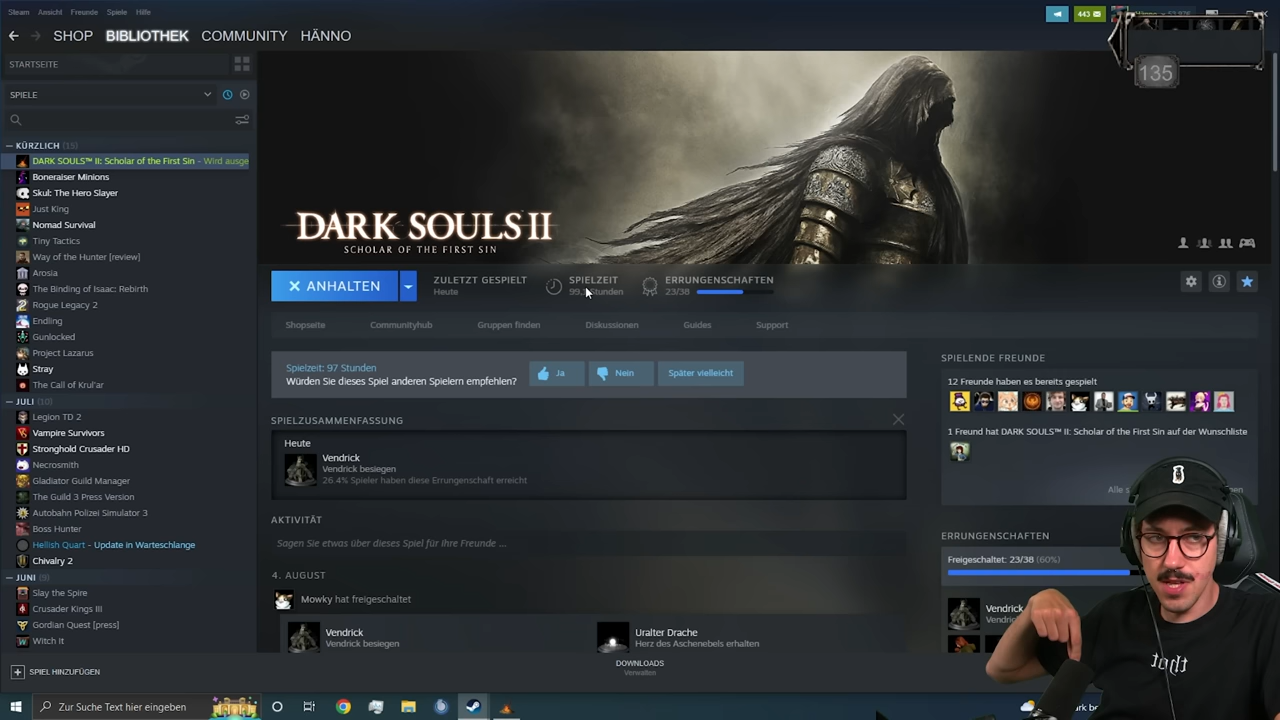 Steam Ansicht Freunde Spiele Hilfe
443
SHOP BIBLIOTHEK COMMUNITY HÄNNO
135
STARTSEITE
SPIELE
KÜRZLICH (15)
DARK SOULS™ II: Scholar of the First Sin - Wird ausge
Boneraiser Minions
Skul: The Hero Slayer
Just King
Nomad Survival
Tiny Tactics
Way of the Hunter [review]
Arosia
The Binding of Isaac: Rebirth
Rogue Legacy 2
Endling
Gunlocked
Project Lazarus
Stray
The Call of Krul'ar
JULI (10)
Legion TD 2
Vampire Survivors
Stronghold Crusader HD
Necrosmith
Gladiator Guild Manager
The Guild 3 Press Version
Autobahn Polizei Simulator 3
Boss Hunter
Hellish Quart - Update in Warteschlange
Chivalry 2
JUNI (9)
Slay the Spire
Crusader Kings III
Gordian Quest [press]
Witch It
SPIEL HINZUFÜGEN
DARK SOULS II
SCHOLAR OF THE FIRST SIN
ANHALTEN
ZULETZT GESPIELT
Heute
SPIELZEIT
Stunden
ERRUNGENSCHAFTEN
23/38
Shopseite Communityhub Gruppen finden Diskussionen Guides Support
Spielzeit: 97 Stunden
Würden Sie dieses Spiel anderen Spielern empfehlen?
Ja Nein Später vielleicht
SPIELZUSAMMENFASSUNG
Heute
Vendrick
Vendrick besiegen
26.4% Spieler haben diese Errungenschaft erreicht
AKTIVITÄT
Sagen Sie etwas über dieses Spiel für Ihre Freunde ...
4. AUGUST
Mowky hat freigeschaltet
Vendrick
Vendrick besiegen
Uralter Drache
Herz des Aschenebels erhalten
SPIELENDE FREUNDE
12 Freunde haben es bereits gespielt
1 Freund hat DARK SOULS™ II: Scholar of the First Sin auf der Wunschliste
ERRUNGENSCHAFTEN
Freigeschaltet: 23/38 (60%)
DOWNLOADS
Verwalten
Zur Suche Text hier eingeben